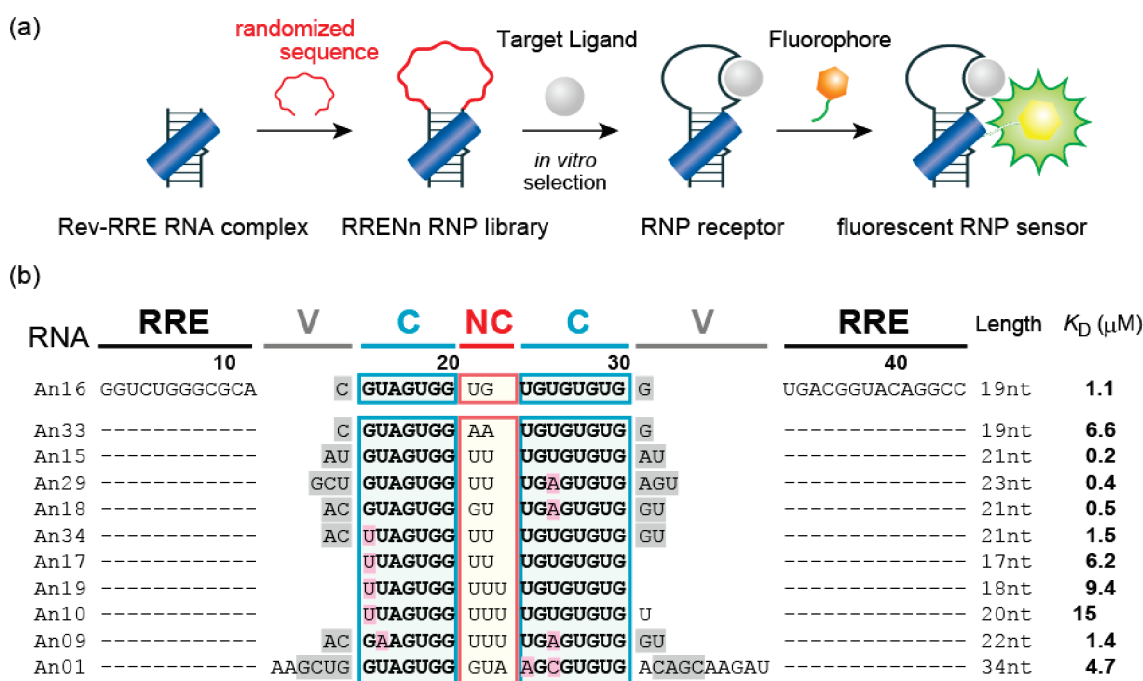 (a)
randomized sequence
Target Ligand
Fluorophore
in vitro selection
Rev-RRE RNA complex
RRENn RNP library
RNP receptor
fluorescent RNP sensor
(b)
RNA RRE V C NC C V RRE Length KD (μM)
10 20 30 40
An16 GGUCUGGGCGCA C GUAGUGG UG UGUGUGUG G UGACGGUACAGGCC 19nt 1.1
An33 ------------ C GUAGUGG AA UGUGUGUG G -------------- 19nt 6.6
An15 ------------ AU GUAGUGG UU UGUGUGUG AU -------------- 21nt 0.2
An29 ------------ GCU GUAGUGG UU UGAGUGUG AGU -------------- 23nt 0.4
An18 ------------ AC GUAGUGG GU UGAGUGUG GU -------------- 21nt 0.5
An34 ------------ AC UUAGUGG UU UGUGUGUG GU -------------- 21nt 1.5
An17 ------------ UUAGUGG UU UGUGUGUG -------------- 17nt 6.2
An19 ------------ UUAGUGG UUU UGUGUGUG -------------- 18nt 9.4
An10 ------------ UUAGUGG UUU UGUGUGUG U -------------- 20nt 15
An09 ------------ AC GAAGUGG UUU UGAGUGUG GU -------------- 22nt 1.4
An01 ------------ AAGCUG GUAGUGG GUA AGCGUGUG ACAGCAAGAU -------------- 34nt 4.7